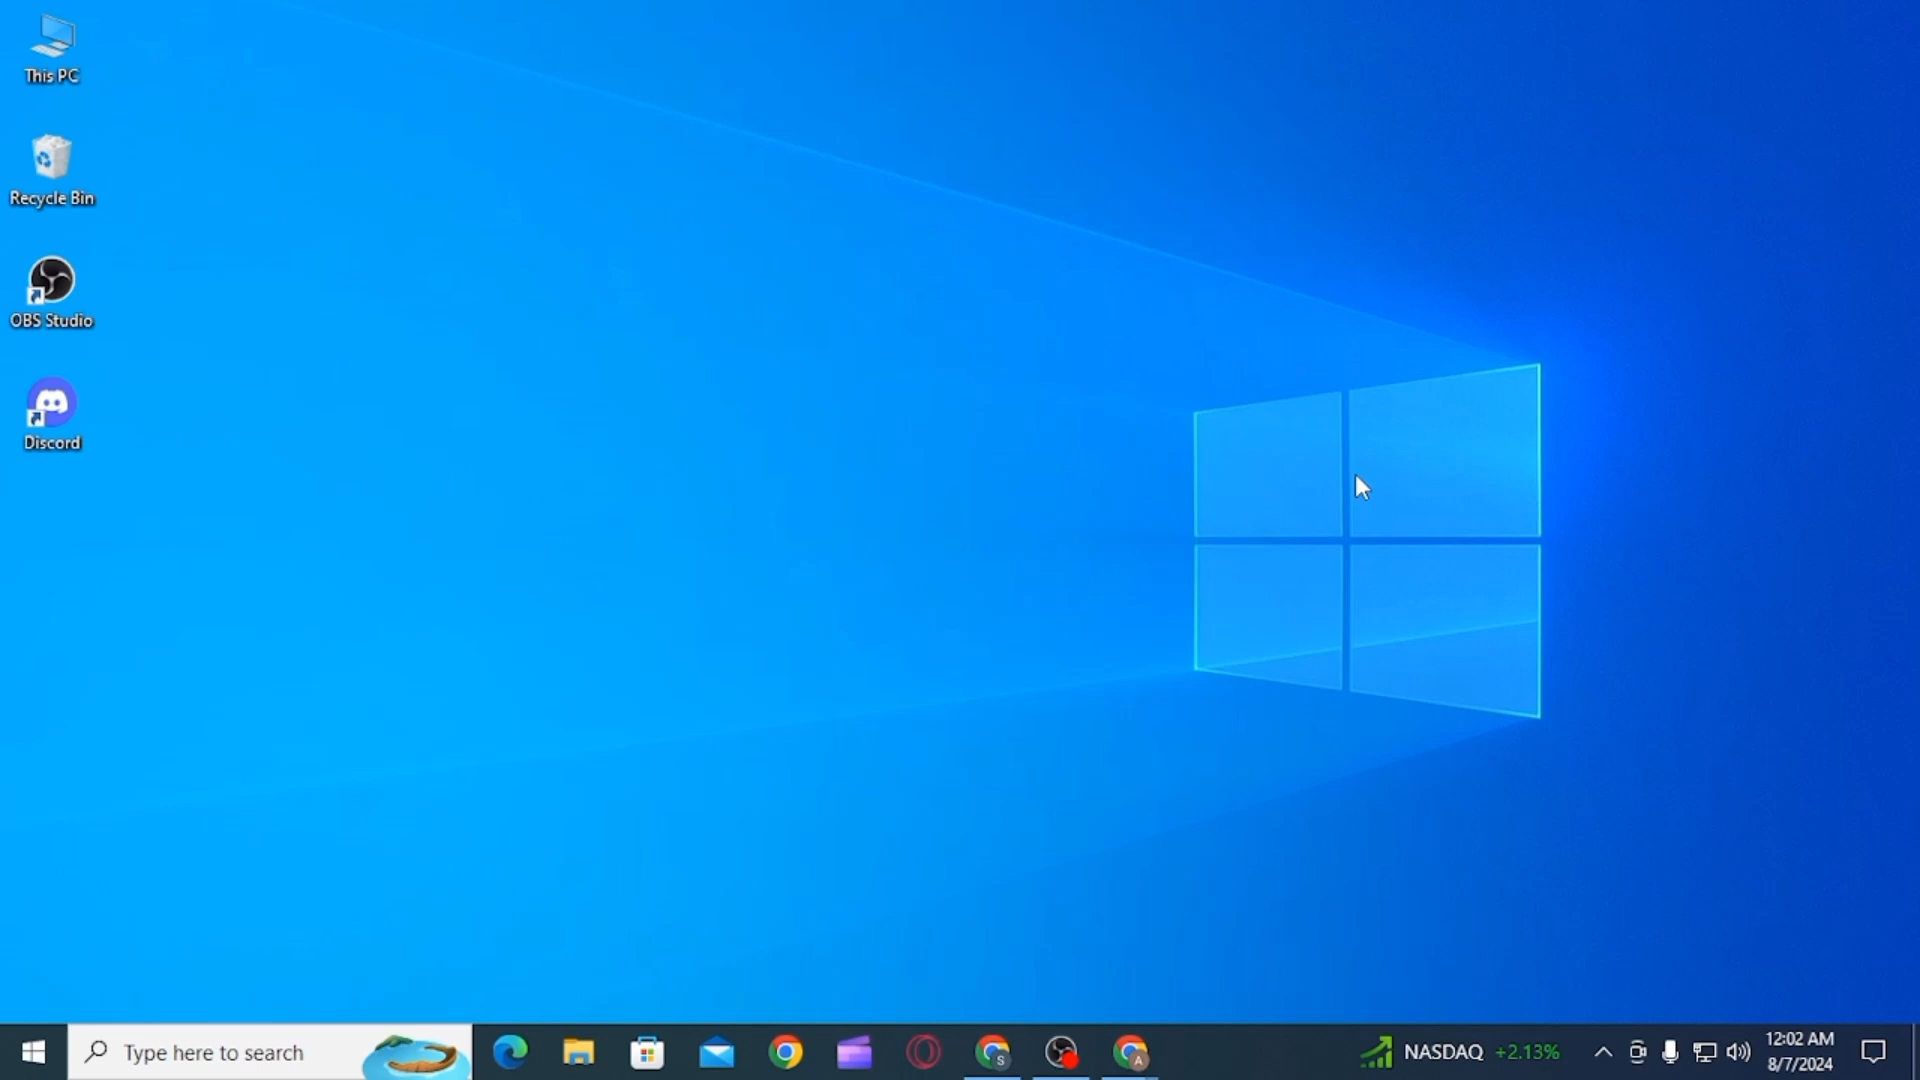 This PC
Recycle Bin
OBS Studio
Discord
Type here to search
S
A
NASDAQ +2.13%
12:02 AM
8/7/2024